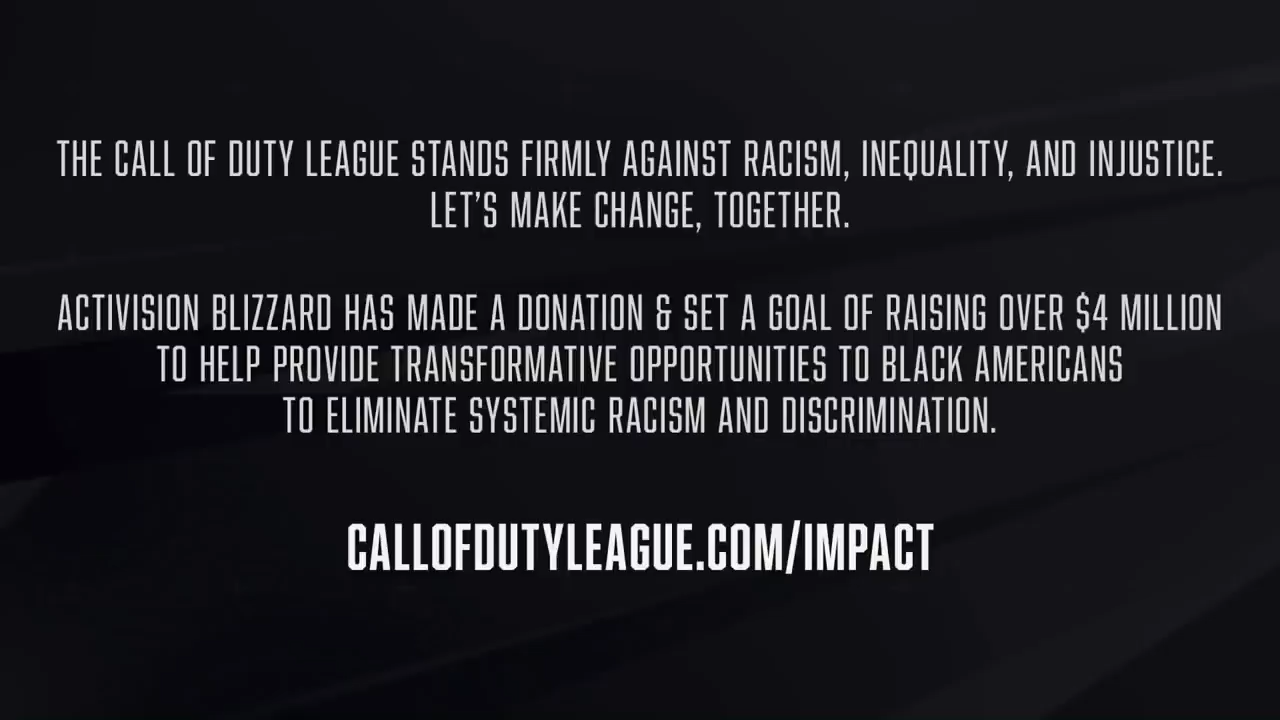 THE CALL OF DUTY LEAGUE STANDS FIRMLY AGAINST RACISM, INEQUALITY, AND INJUSTICE.
LET'S MAKE CHANGE, TOGETHER.
ACTIVISION BLIZZARD HAS MADE A DONATION & SET A GOAL OF RAISING OVER $4 MILLION
TO HELP PROVIDE TRANSFORMATIVE OPPORTUNITIES TO BLACK AMERICANS
TO ELIMINATE SYSTEMIC RACISM AND DISCRIMINATION.
CALLOFDUTYLEAGUE.COM/IMPACT